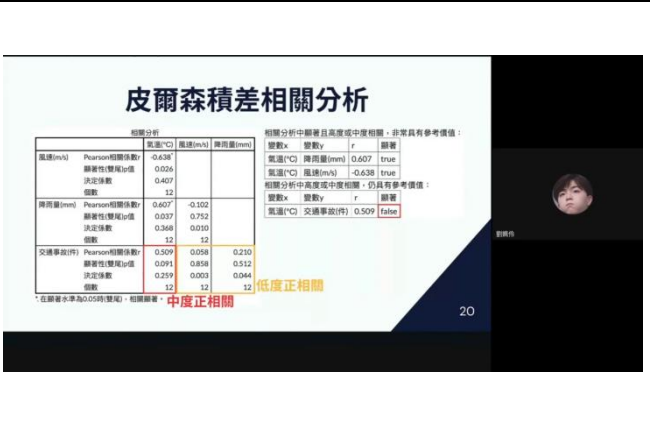 皮爾森積差相關分析
相關分析
氣溫(°C) 風速(m/s) 降雨量(mm)
風速(m/s) Pearson相關係數r -0.638*
顯著性(雙尾)p值 0.026
決定係數 0.407
個數 12
降雨量(mm) Pearson相關係數r 0.607* -0.102
顯著性(雙尾)p值 0.037 0.752
決定係數 0.368 0.010
個數 12 12
交通事故(件) Pearson相關係數r 0.509 0.058 0.210
顯著性(雙尾)p值 0.091 0.858 0.512
決定係數 0.259 0.003 0.044
個數 12 12 12
*. 在顯著水準為0.05時(雙尾),相關顯著。
中度正相關
低度正相關
相關分析中顯著且高度或中度相關,非常具有參考價值:
變數x 變數y r 顯著
氣溫(°C) 降雨量(mm) 0.607 true
氣溫(°C) 風速(m/s) -0.638 true
相關分析中高度或中度相關,仍具有參考價值:
變數x 變數y r 顯著
氣溫(°C) 交通事故(件) 0.509 false
20